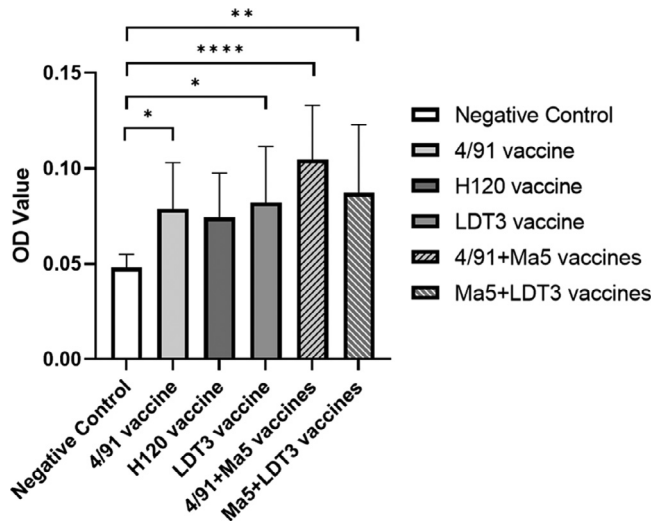 **
****
*
*
0.15
0.10
0.05
0.00
OD Value
Negative Control
4/91 vaccine
H120 vaccine
LDT3 vaccine
4/91+Ma5 vaccines
Ma5+LDT3 vaccines
Negative Control
4/91 vaccine
H120 vaccine
LDT3 vaccine
4/91+Ma5 vaccines
Ma5+LDT3 vaccines